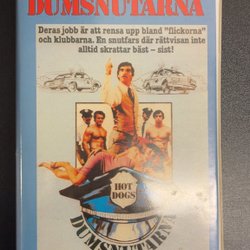 DUMSNUTARNA
Deras jobb är att rensa upp bland "flickorna"
och klubbarna. En snutfars där rättvisan inte
alltid skrattar bäst – sist!
HOT
DOGS
DUMSNUTARNA